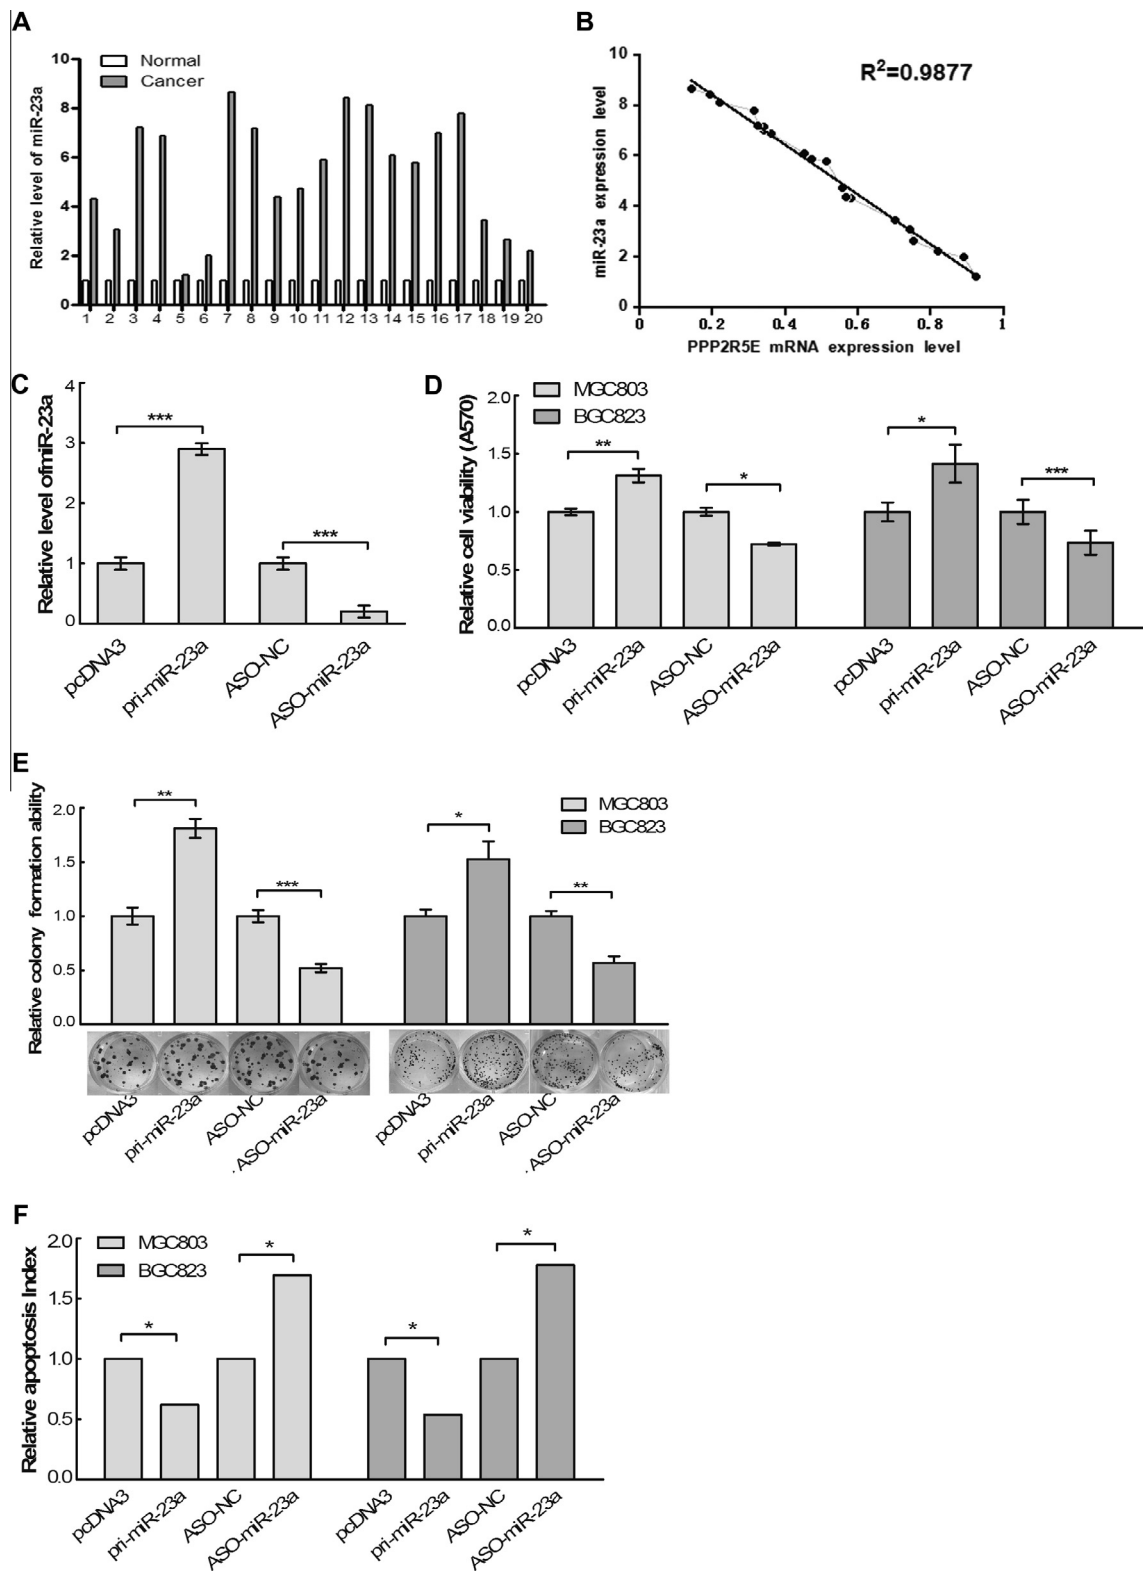 A
Relative level of miR-23a
10
8
6
4
2
0
Normal
Cancer
1 2 3 4 5 6 7 8 9 10 11 12 13 14 15 16 17 18 19 20
B
miR-23a expression level
10
8
6
4
2
0
R²=0.9877
0 0.2 0.4 0.6 0.8 1
PPP2R5E mRNA expression level
C
Relative level ofmiR-23a
4
3
2
1
0
***
***
pcDNA3 pri-miR-23a ASO-NC ASO-miR-23a
D
Relative cell viability (A570)
2.0
1.5
1.0
0.5
0.0
MGC803
BGC823
** * * ***
pcDNA3 pri-miR-23a ASO-NC ASO-miR-23a pcDNA3 pri-miR-23a ASO-NC ASO-miR-23a
E
Relative colony formation ability
2.0
1.5
1.0
0.5
0.0
MGC803
BGC823
** *** * **
pcDNA3 pri-miR-23a ASO-NC ASO-miR-23a pcDNA3 pri-miR-23a ASO-NC ASO-miR-23a
F
Relative apoptosis Index
2.0
1.5
1.0
0.5
0.0
MGC803
BGC823
* * * *
pcDNA3 pri-miR-23a ASO-NC ASO-miR-23a pcDNA3 pri-miR-23a ASO-NC ASO-miR-23a